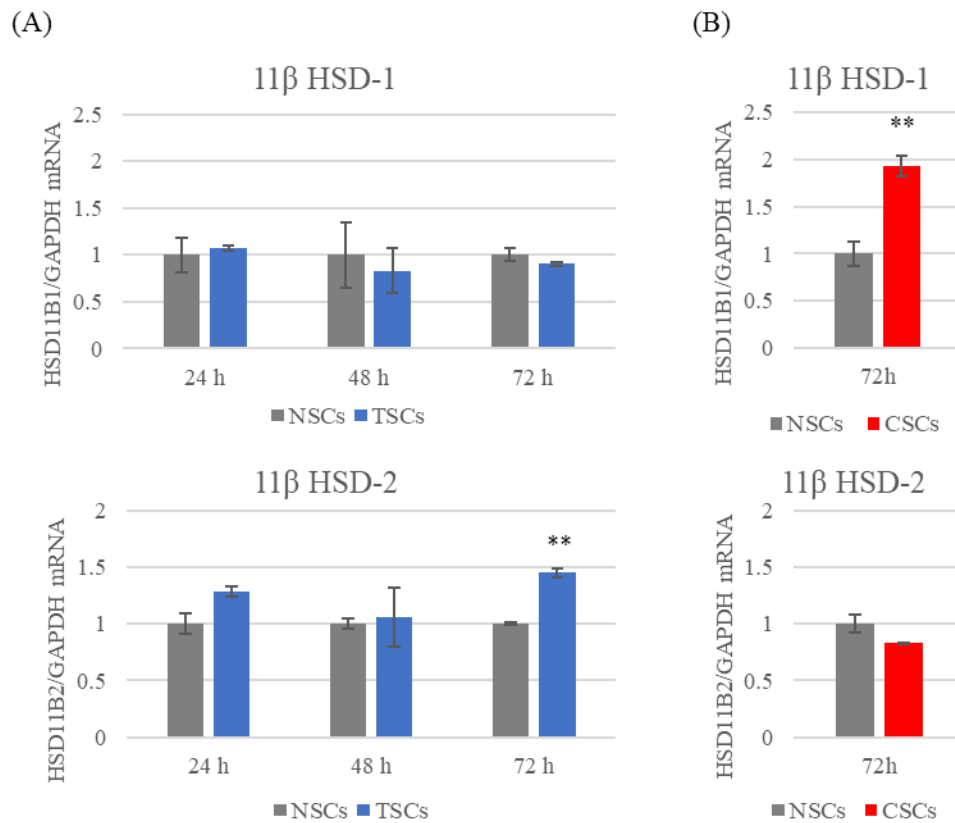 (A)
11β HSD-1
HSD11B1/GAPDH mRNA
2.5
2
1.5
1
0.5
0
24 h 48 h 72 h
NSCs TSCs
(B)
11β HSD-1
HSD11B1/GAPDH mRNA
2.5
2
1.5
1
0.5
0
**
72h
NSCs CSCs
11β HSD-2
HSD11B2/GAPDH mRNA
2
1.5
1
0.5
0
**
24 h 48 h 72 h
NSCs TSCs
11β HSD-2
HSD11B2/GAPDH mRNA
2
1.5
1
0.5
0
72h
NSCs CSCs